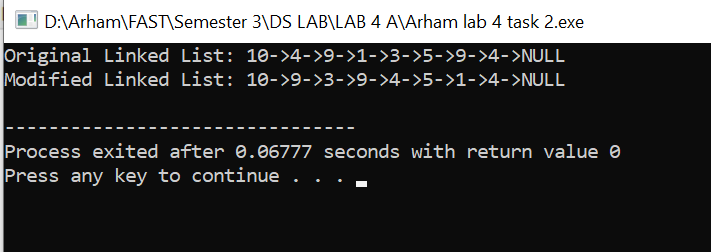 D:\Arham\FAST\Semester 3\DS LAB\LAB 4 A\Arham lab 4 task 2.exe
Original Linked List: 10->4->9->1->3->5->9->4->NULL
Modified Linked List: 10->9->3->9->4->5->1->4->NULL
--------------------------------
Process exited after 0.06777 seconds with return value 0
Press any key to continue . . .